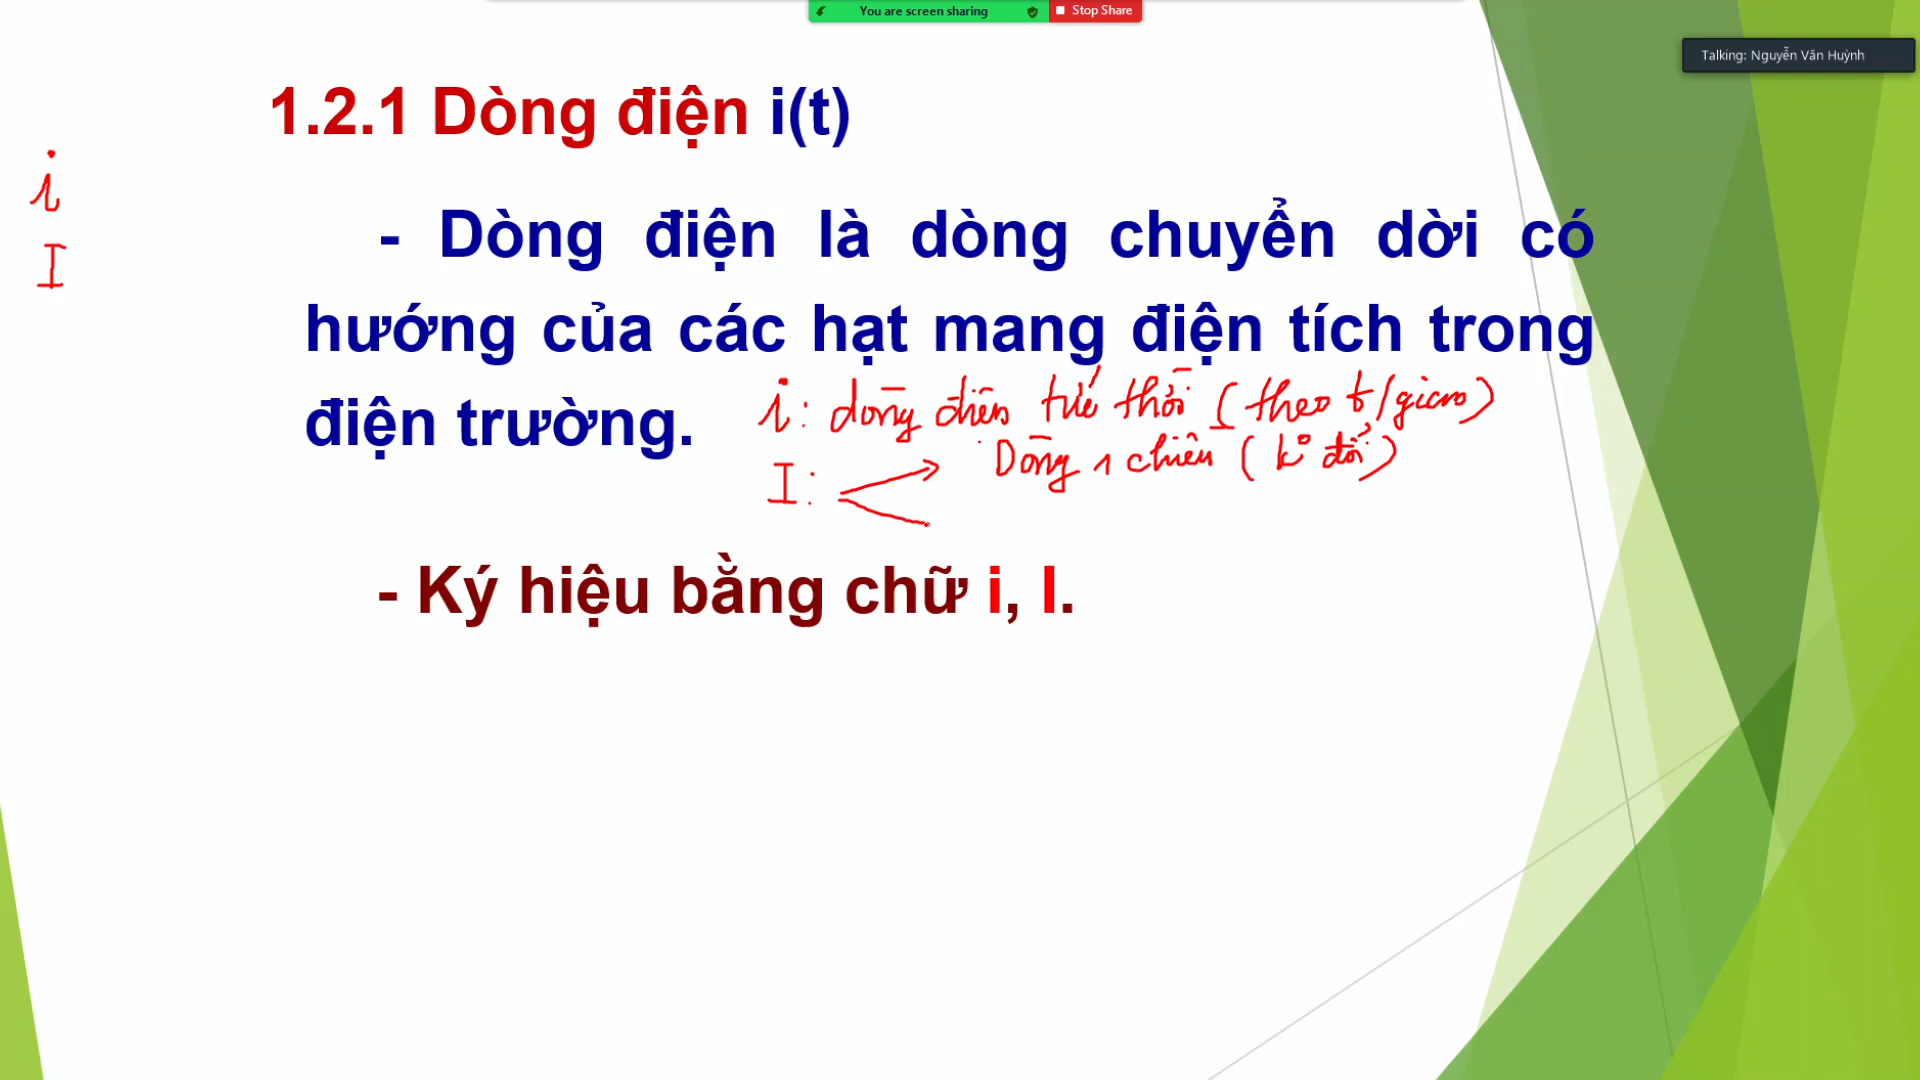 You are screen sharing
Stop Share
Talking: Nguyễn Văn Huỳnh
1.2.1 Dòng điện i(t)
i
I
- Dòng điện là dòng chuyển dời có
hướng của các hạt mang điện tích trong
điện trường.
i: dòng điện tức thời (theo t/gian)
I: Dòng 1 chiều (k° đổi)
- Ký hiệu bằng chữ i, I.